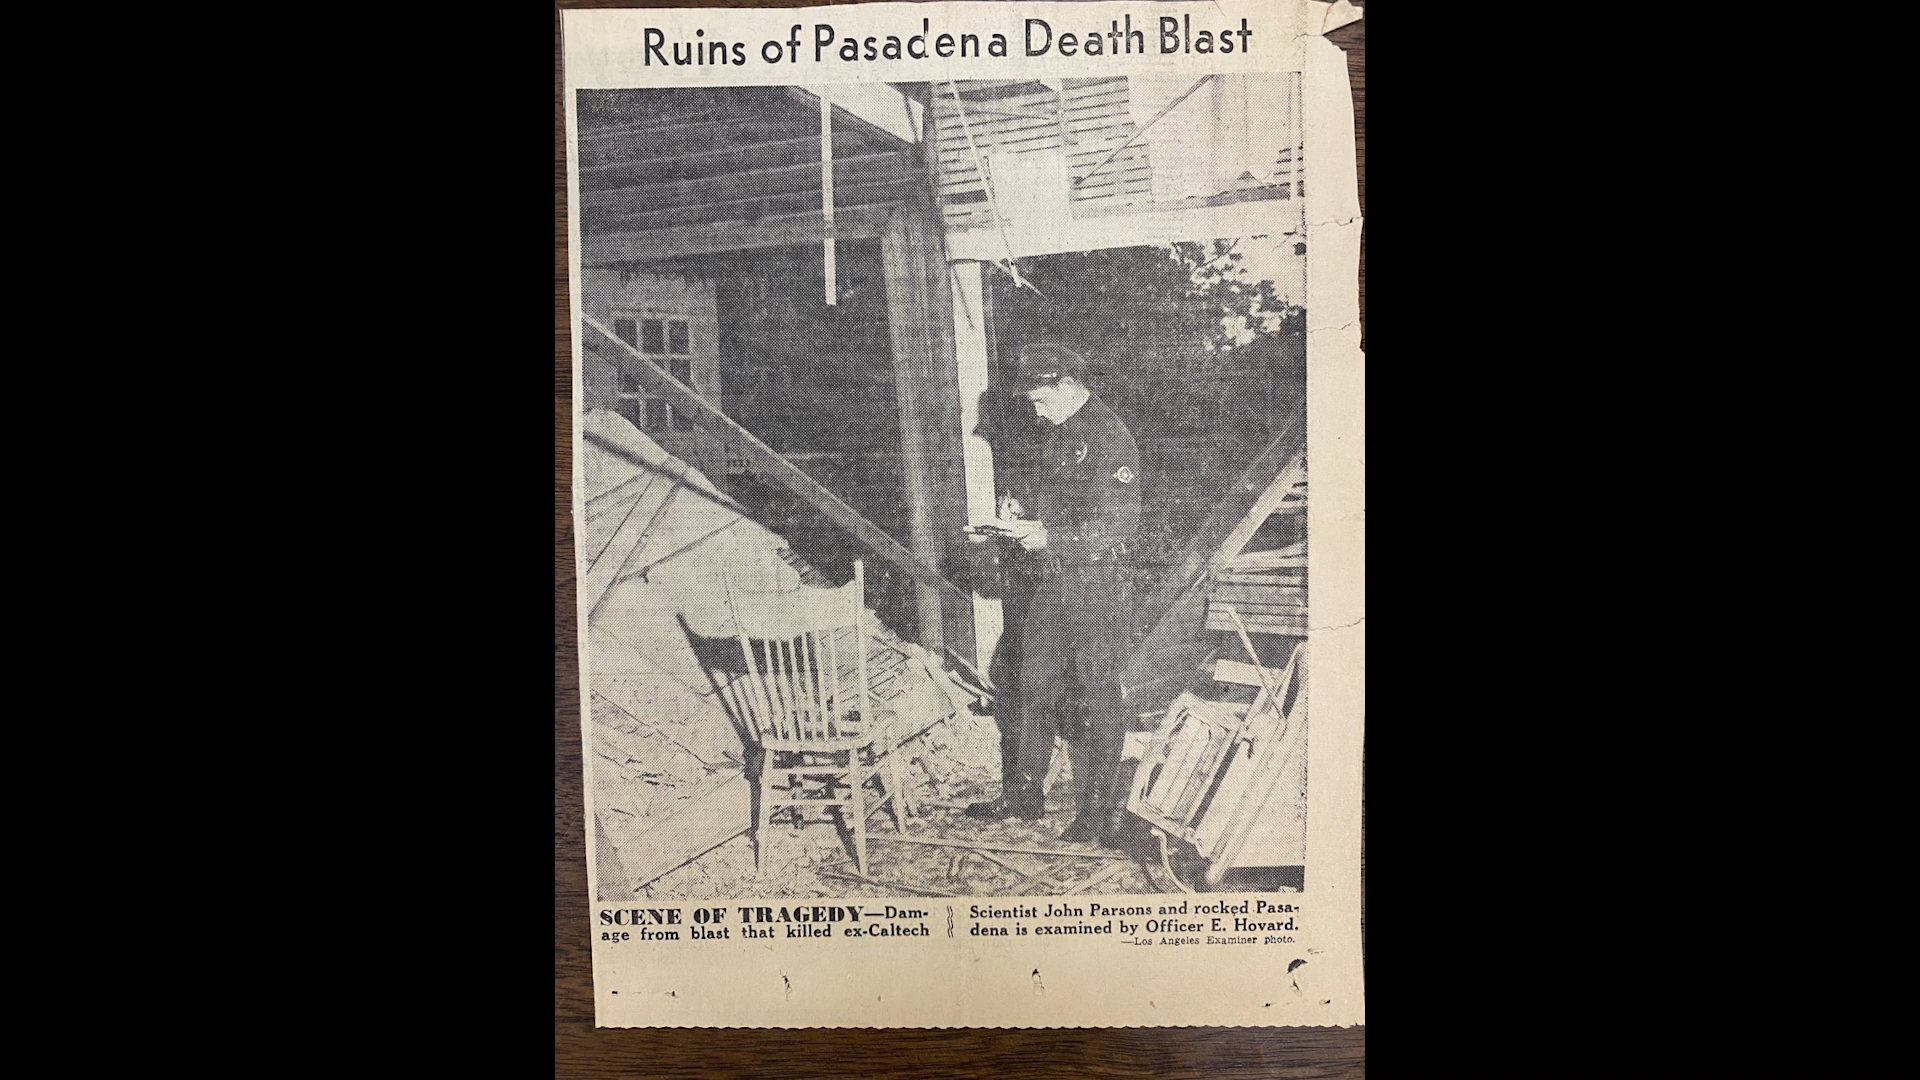 Ruins of Pasadena Death Blast
SCENE OF TRAGEDY—Dam-
age from blast that killed ex-Caltech
Scientist John Parsons and rocked Pasa-
dena is examined by Officer E. Hovard.
—Los Angeles Examiner photo.